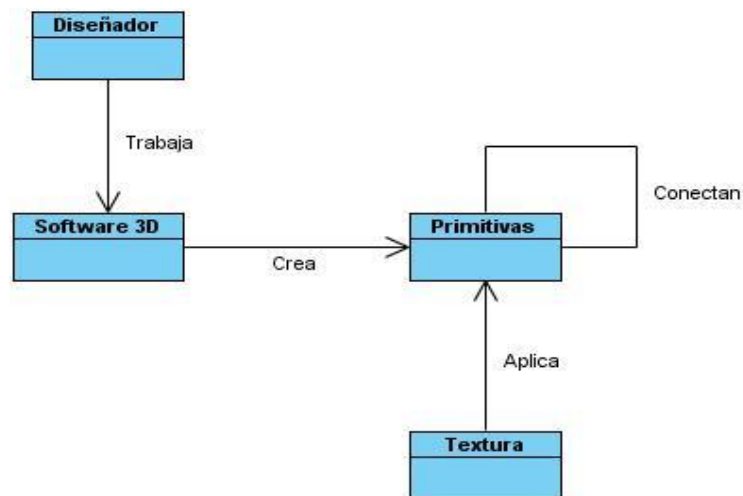 Diseñador
Trabaja
Software 3D
Crea
Primitivas
Conectan
Aplica
Textura